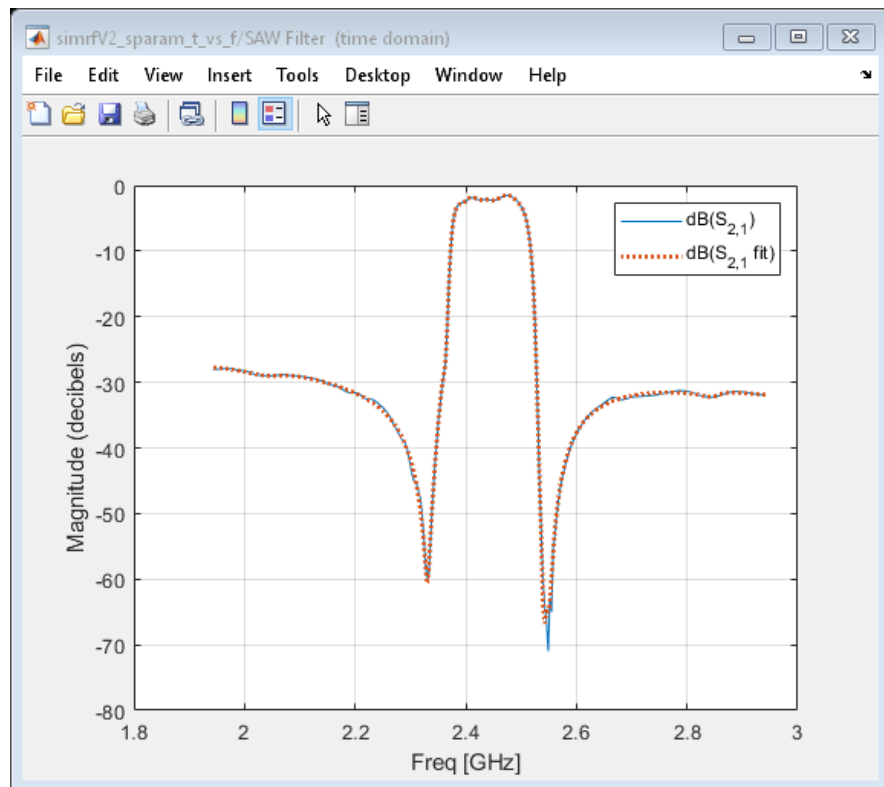 simrfV2_sparam_t_vs_f/SAW Filter (time domain)
File Edit View Insert Tools Desktop Window Help
0
-10
-20
-30
-40
-50
-60
-70
-80
Magnitude (decibels)
dB(S2,1)
dB(S2,1 fit)
1.8 2 2.2 2.4 2.6 2.8 3
Freq [GHz]